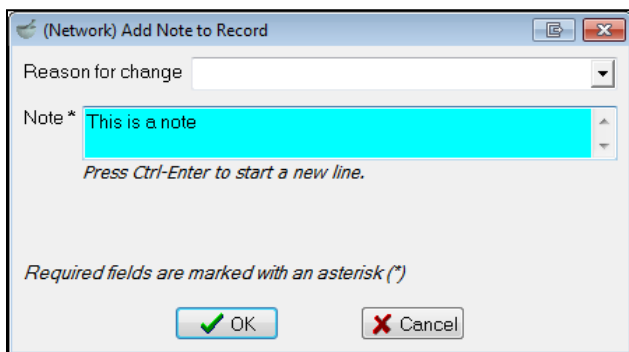 (Network) Add Note to Record
Reason for change
Note * This is a note
Press Ctrl-Enter to start a new line.
Required fields are marked with an asterisk (*)
OK Cancel